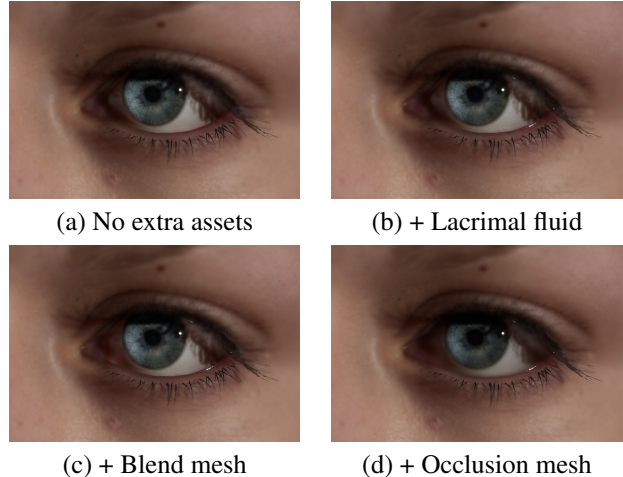 (a) No extra assets
(b) + Lacrimal fluid
(c) + Blend mesh
(d) + Occlusion mesh